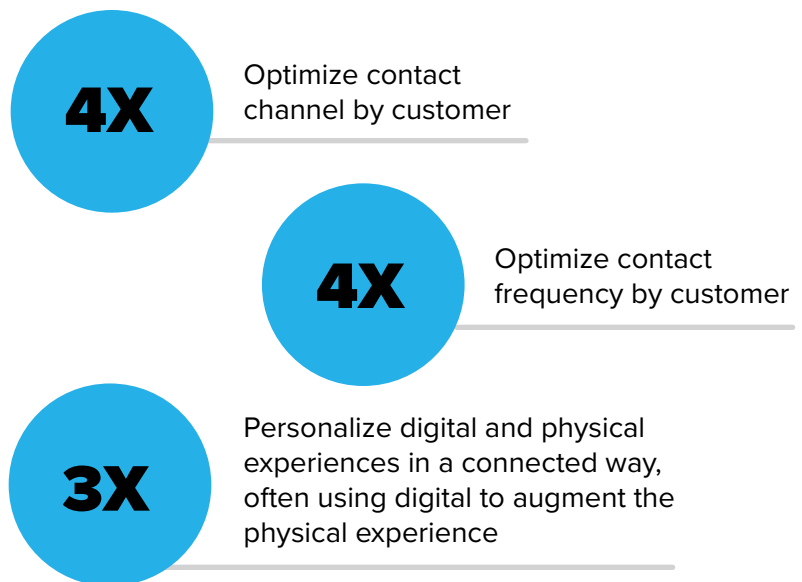 4X
Optimize contact
channel by customer
4X
Optimize contact
frequency by customer
3X
Personalize digital and physical
experiences in a connected way,
often using digital to augment the
physical experience